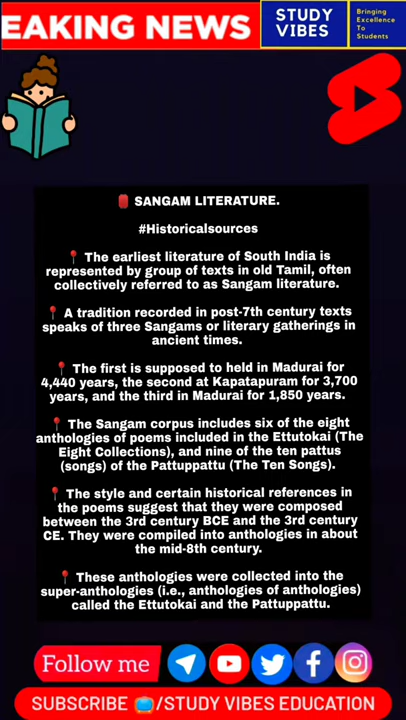 EAKING NEWS
STUDY
VIBES
Bringing
Excellence
To
Students
SANGAM LITERATURE.
#Historicalsources
The earliest literature of South India is
represented by group of texts in old Tamil, often
collectively referred to as Sangam literature.
A tradition recorded in post-7th century texts
speaks of three Sangams or literary gatherings in
ancient times.
The first is supposed to held in Madurai for
4,440 years, the second at Kapatapuram for 3,700
years, and the third in Madurai for 1,850 years.
The Sangam corpus includes six of the eight
anthologies of poems included in the Ettutokai (The
Eight Collections), and nine of the ten pattus
(songs) of the Pattuppattu (The Ten Songs).
The style and certain historical references in
the poems suggest that they were composed
between the 3rd century BCE and the 3rd century
CE. They were compiled into anthologies in about
the mid-8th century.
These anthologies were collected into the
super-anthologies (i.e., anthologies of anthologies)
called the Ettutokai and the Pattuppattu.
Follow me
SUBSCRIBE /STUDY VIBES EDUCATION